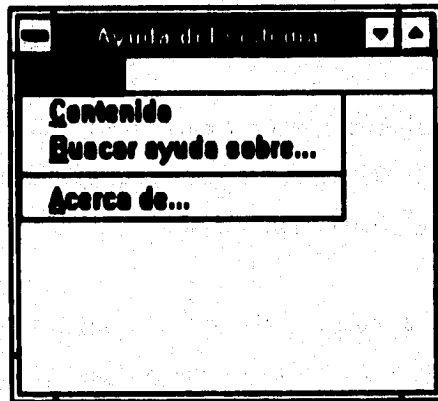 Ayuda del sistema
Contenido
Buscar ayuda sobre...
Acerca de...